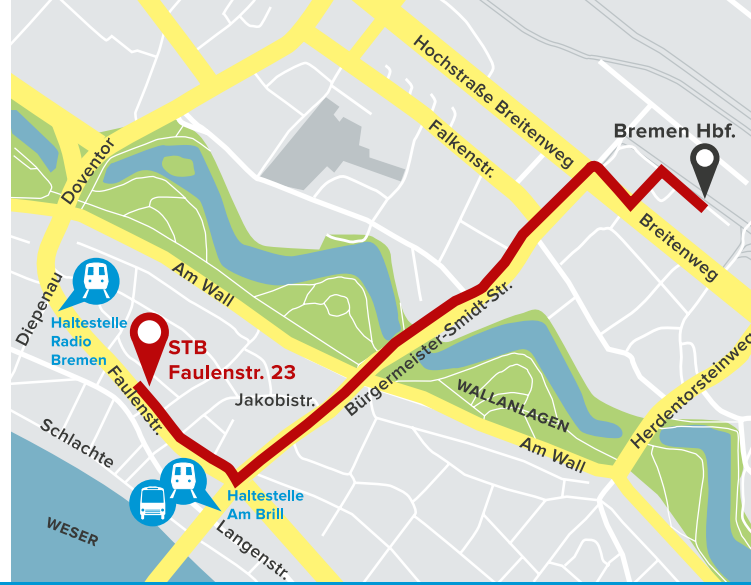 Hochstraße Breitenweg
Bremen Hbf.
Falkenstr.
Doventor
Breitenweg
Am Wall
Diepenau
Haltestelle
Radio
Bremen
STB
Faulenstr. 23
Bürgermeister-Smidt-Str.
Faulenstr.
Jakobistr.
WALLANLAGEN
Herdentorsteinweg
Schlachte
Am Wall
Haltestelle
Am Brill
WESER
Langenstr.